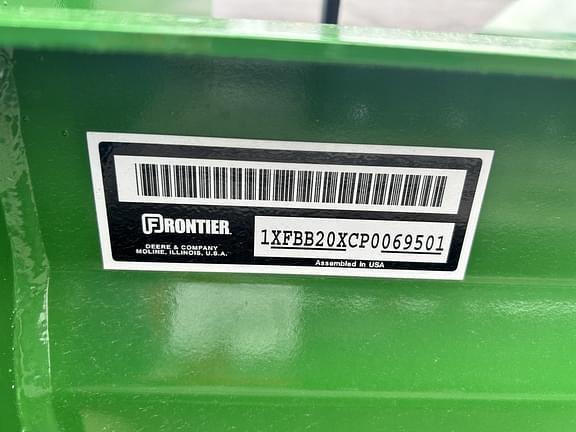 FRONTIER
1XFBB20XCP0069501
DEERE & COMPANY
MOLINE, ILLINOIS, U.S.A.
Assembled in USA